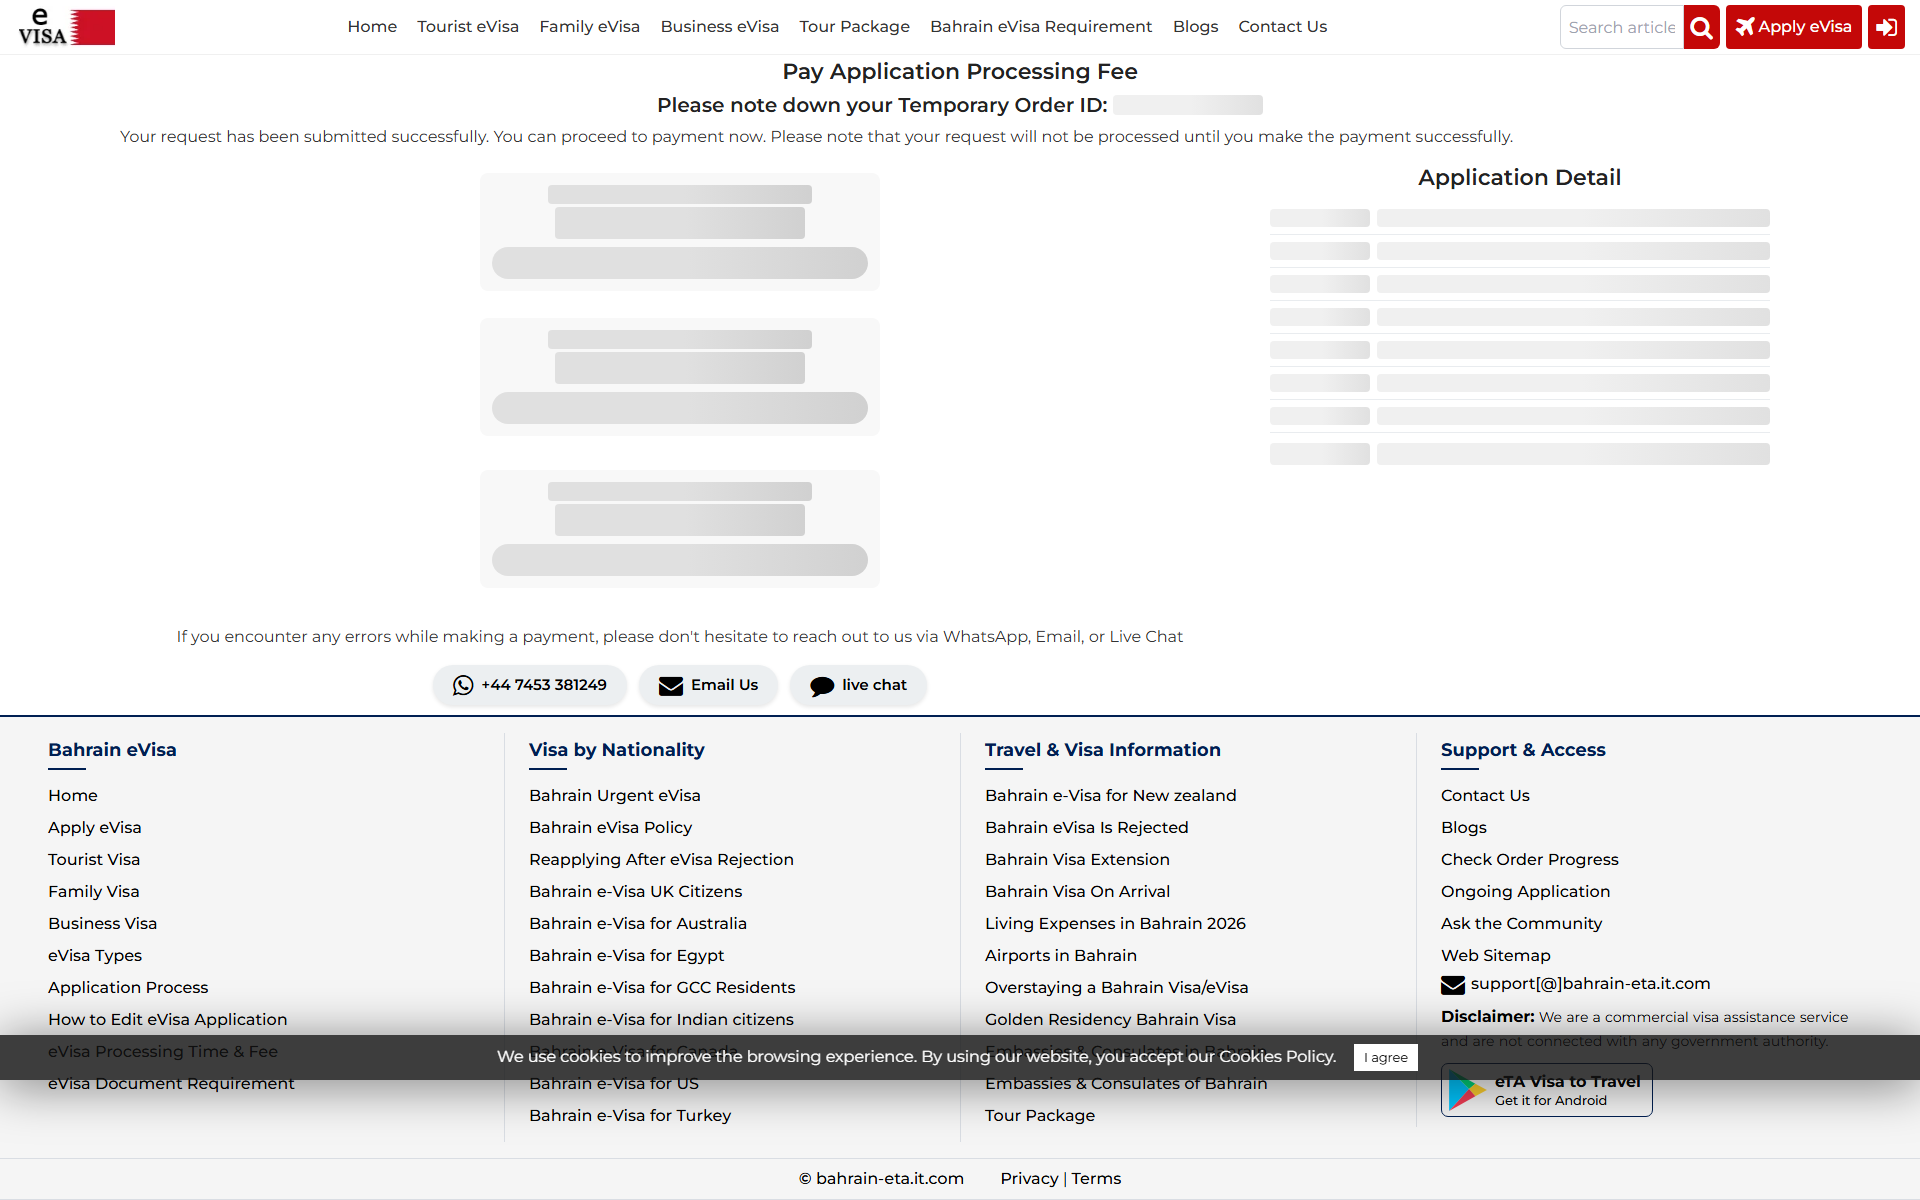 e
VISA
Home
Tourist eVisa
Family eVisa
Business eVisa
Tour Package
Bahrain eVisa Requirement
Blogs
Contact Us
Search article
Apply eVisa
Pay Application Processing Fee
Please note down your Temporary Order ID:
Your request has been submitted successfully. You can proceed to payment now. Please note that your request will not be processed until you make the payment successfully.
Application Detail
If you encounter any errors while making a payment, please don't hesitate to reach out to us via WhatsApp, Email, or Live Chat
+44 7453 381249
Email Us
live chat
Bahrain eVisa
Home
Apply eVisa
Tourist Visa
Family Visa
Business Visa
eVisa Types
Application Process
How to Edit eVisa Application
eVisa Processing Time & Fee
eVisa Document Requirement
Visa by Nationality
Bahrain Urgent eVisa
Bahrain eVisa Policy
Reapplying After eVisa Rejection
Bahrain e-Visa UK Citizens
Bahrain e-Visa for Australia
Bahrain e-Visa for Egypt
Bahrain e-Visa for GCC Residents
Bahrain e-Visa for Indian citizens
Bahrain e-Visa for Canada
Bahrain e-Visa for US
Bahrain e-Visa for Turkey
Travel & Visa Information
Bahrain e-Visa for New zealand
Bahrain eVisa Is Rejected
Bahrain Visa Extension
Bahrain Visa On Arrival
Living Expenses in Bahrain 2026
Airports in Bahrain
Overstaying a Bahrain Visa/eVisa
Golden Residency Bahrain Visa
Embassies & Consulates in Bahrain
Embassies & Consulates of Bahrain
Tour Package
Support & Access
Contact Us
Blogs
Check Order Progress
Ongoing Application
Ask the Community
Web Sitemap
support[@]bahrain-eta.it.com
Disclaimer: We are a commercial visa assistance service
and are not connected with any government authority.
eTA Visa to Travel
Get it for Android
We use cookies to improve the browsing experience. By using our website, you accept our Cookies Policy.
I agree
© bahrain-eta.it.com
Privacy | Terms